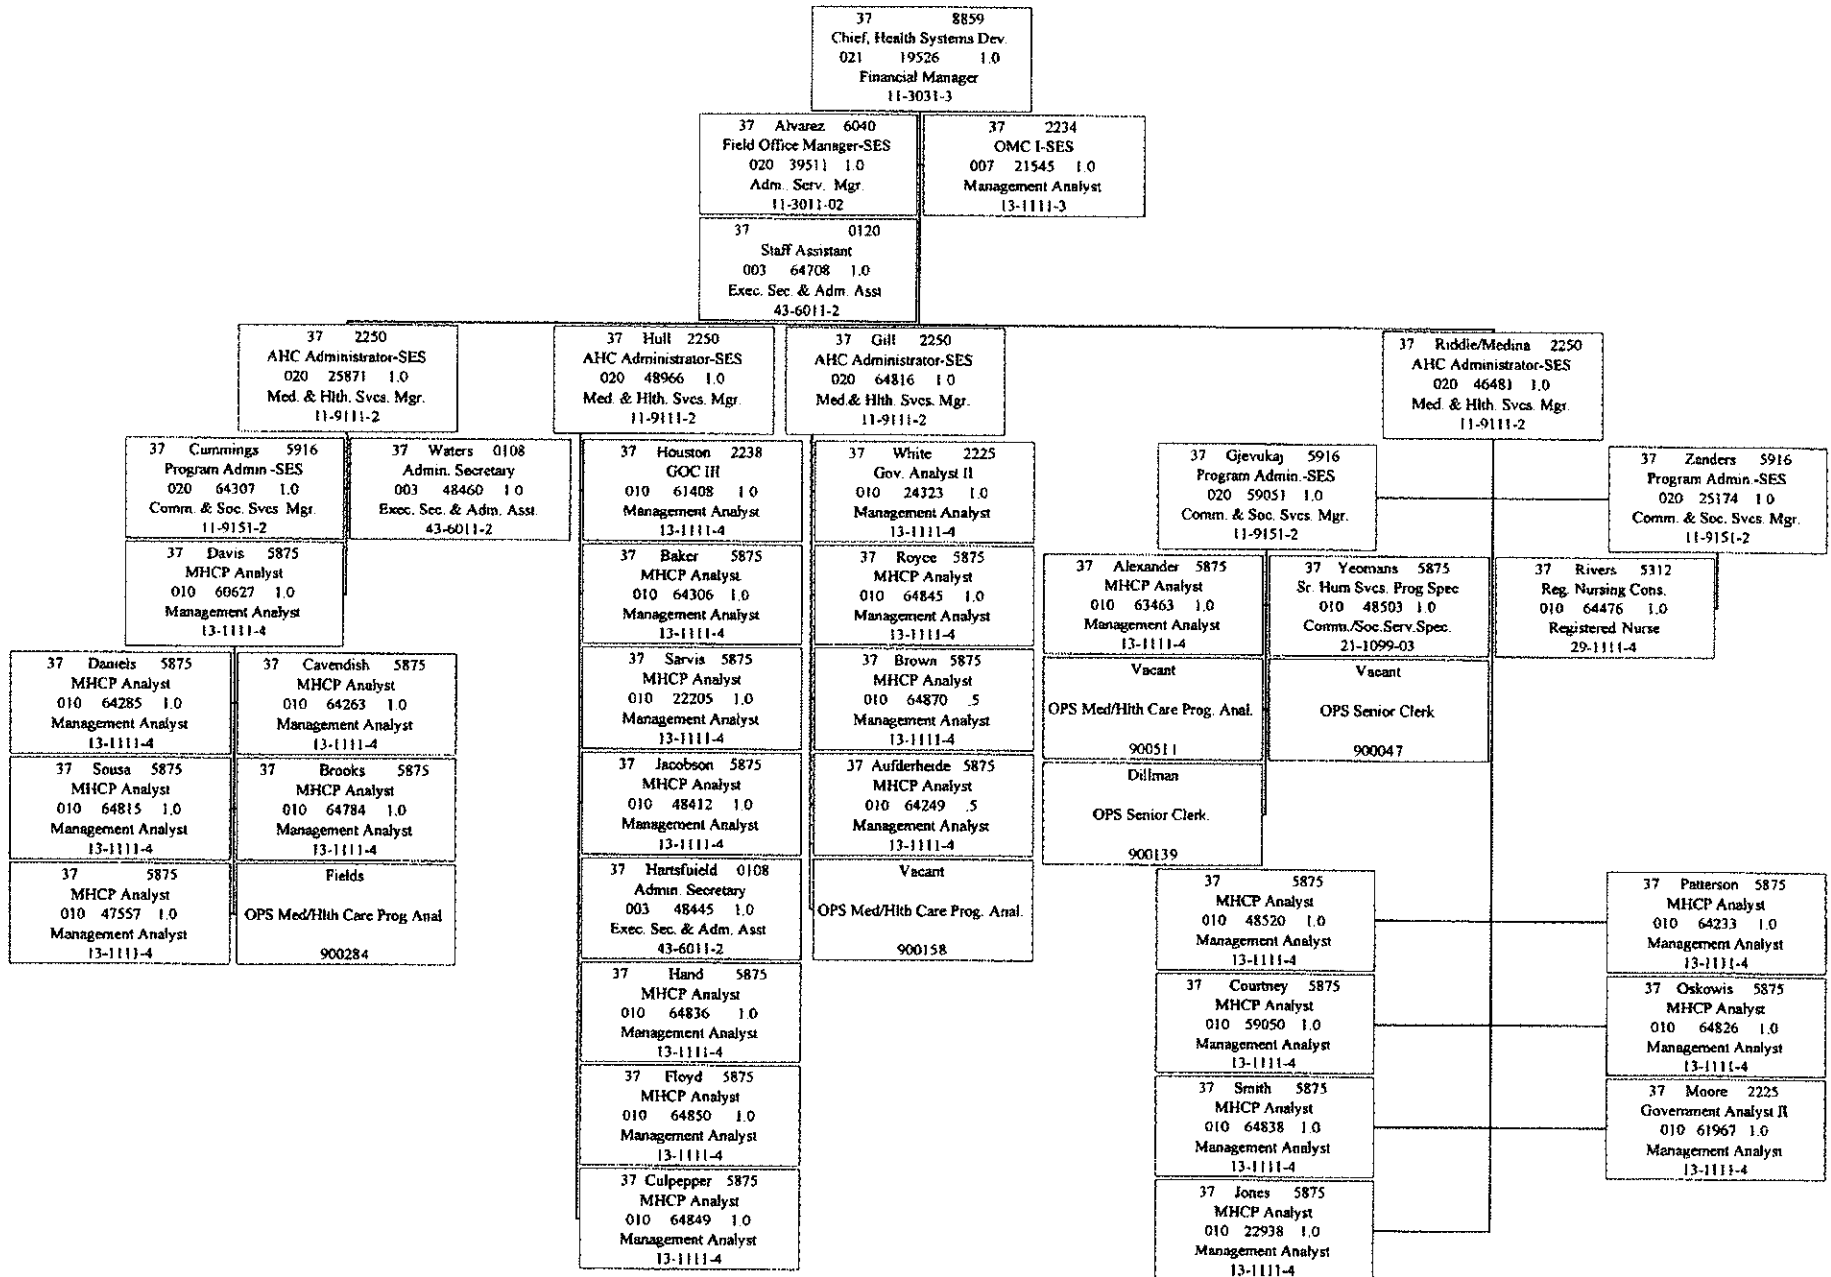 37 8859
Chief, Health Systems Dev.
021 19526 1.0
Financial Manager
11-3031-3
37 Alvarez 6040
Field Office Manager-SES
020 39511 1.0
Adm. Serv. Mgr.
11-3011-02
37 2234
OMC I-SES
007 21545 1.0
Management Analyst
13-1111-3
37 0120
Staff Assistant
003 64708 1.0
Exec. Sec. & Adm. Asst
43-6011-2
37 2250
AHC Administrator-SES
020 25871 1.0
Med. & Hlth. Svcs. Mgr.
11-9111-2
37 Hull 2250
AHC Administrator-SES
020 48966 1.0
Med. & Hlth. Svcs. Mgr.
11-9111-2
37 Gill 2250
AHC Administrator-SES
020 64816 1 0
Med.& Hlth. Svcs. Mgr.
11-9111-2
37 Riddle/Medina 2250
AHC Administrator-SES
020 46481 1.0
Med. & Hlth Svcs. Mgr.
11-9111-2
37 Cummings 5916
Program Admin -SES
020 64307 1.0
Comm. & Soc. Svcs Mgr.
11-9151-2
37 Waters 0108
Admin. Secretary
003 48460 1 0
Exec. Sec. & Adm. Asst.
43-6011-2
37 Davis 5875
MHCP Analyst
010 60627 1.0
Management Analyst
13-1111-4
37 Daniels 5875
MHCP Analyst
010 64285 1.0
Management Analyst
13-1111-4
37 Cavendish 5875
MHCP Analyst
010 64263 1.0
Management Analyst
13-1111-4
37 Sousa 5875
MHCP Analyst
010 64815 1.0
Management Analyst
13-1111-4
37 Brooks 5875
MHCP Analyst
010 64784 1.0
Management Analyst
13-1111-4
37 5875
MHCP Analyst
010 47557 1.0
Management Analyst
13-1111-4
Fields
OPS Med/Hlth Care Prog Anal
900284
37 Houston 2238
GOC III
010 61408 1 0
Management Analyst
13-1111-4
37 Baker 5875
MHCP Analyst
010 64306 1.0
Management Analyst
13-1111-4
37 Sarvis 5875
MHCP Analyst
010 22205 1.0
Management Analyst
13-1111-4
37 Jacobson 5875
MHCP Analyst
010 48412 1.0
Management Analyst
13-1111-4
37 Hartsfuield 0108
Admin. Secretary
003 48445 1.0
Exec. Sec. & Adm. Asst
43-6011-2
37 Hand 5875
MHCP Analyst
010 64836 1.0
Management Analyst
13-1111-4
37 Floyd 5875
MHCP Analyst
010 64850 1.0
Management Analyst
13-1111-4
37 Culpepper 5875
MHCP Analyst
010 64849 1.0
Management Analyst
13-1111-4
37 White 2225
Gov. Analyst II
010 24323 1.0
Management Analyst
13-1111-4
37 Royce 5875
MHCP Analyst
010 64845 1.0
Management Analyst
13-1111-4
37 Brown 5875
MHCP Analyst
010 64870 .5
Management Analyst
13-1111-4
37 Aufderheide 5875
MHCP Analyst
010 64249 .5
Management Analyst
13-1111-4
Vacant
OPS Med/Hlth Care Prog. Anal.
900158
37 Gjevukaj 5916
Program Admin.-SES
020 59051 1.0
Comm. & Soc. Svcs. Mgr.
11-9151-2
37 Zanders 5916
Program Admin.-SES
020 25174 1 0
Comm. & Soc. Svcs. Mgr.
11-9151-2
37 Alexander 5875
MHCP Analyst
010 63463 1.0
Management Analyst
13-1111-4
37 Yeomans 5875
Sr. Hum Svcs. Prog Spec
010 48503 1.0
Comm./Soc.Serv.Spec.
21-1099-03
37 Rivers 5312
Reg. Nursing Cons.
010 64476 1.0
Registered Nurse
29-1111-4
Vacant
OPS Med/Hlth Care Prog. Anal.
900511
Vacant
OPS Senior Clerk
900047
Dillman
OPS Senior Clerk.
900139
37 5875
MHCP Analyst
010 48520 1.0
Management Analyst
13-1111-4
37 Patterson 5875
MHCP Analyst
010 64233 1.0
Management Analyst
13-1111-4
37 Courtney 5875
MHCP Analyst
010 59050 1.0
Management Analyst
13-1111-4
37 Oskowis 5875
MHCP Analyst
010 64826 1.0
Management Analyst
13-1111-4
37 Smith 5875
MHCP Analyst
010 64838 1.0
Management Analyst
13-1111-4
37 Moore 2225
Government Analyst II
010 61967 1.0
Management Analyst
13-1111-4
37 Jones 5875
MHCP Analyst
010 22938 1.0
Management Analyst
13-1111-4